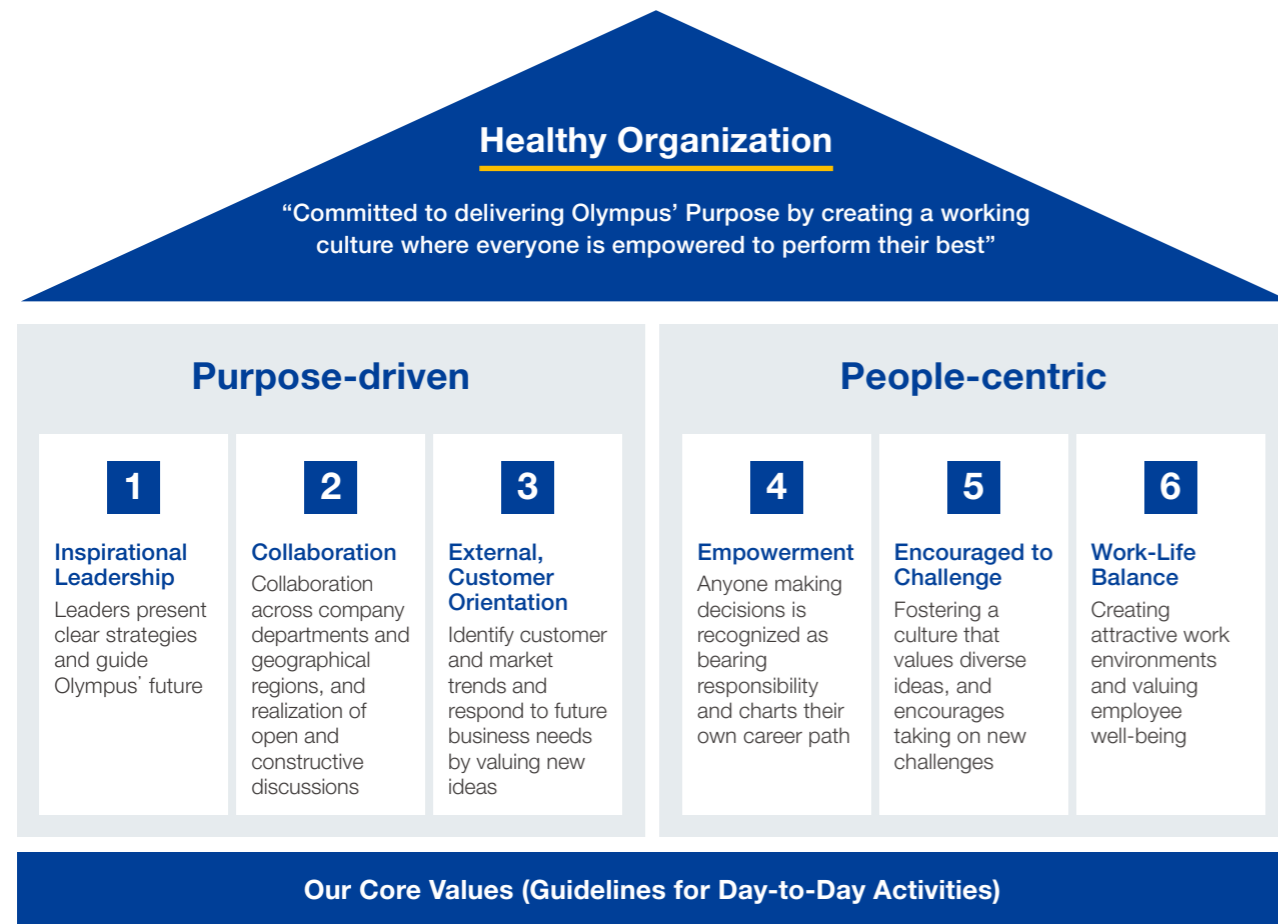 Healthy Organization
“Committed to delivering Olympus’ Purpose by creating a working
culture where everyone is empowered to perform their best”
Purpose-driven
1
Inspirational
Leadership
Leaders present
clear strategies
and guide
Olympus’ future
2
Collaboration
Collaboration
across company
departments and
geographical
regions, and
realization of
open and
constructive
discussions
3
External,
Customer
Orientation
Identify customer
and market
trends and
respond to future
business needs
by valuing new
ideas
People-centric
4
Empowerment
Anyone making
decisions is
recognized as
bearing
responsibility
and charts their
own career path
5
Encouraged to
Challenge
Fostering a
culture that
values diverse
ideas, and
encourages
taking on new
challenges
6
Work-Life
Balance
Creating
attractive work
environments
and valuing
employee
well-being
Our Core Values (Guidelines for Day-to-Day Activities)